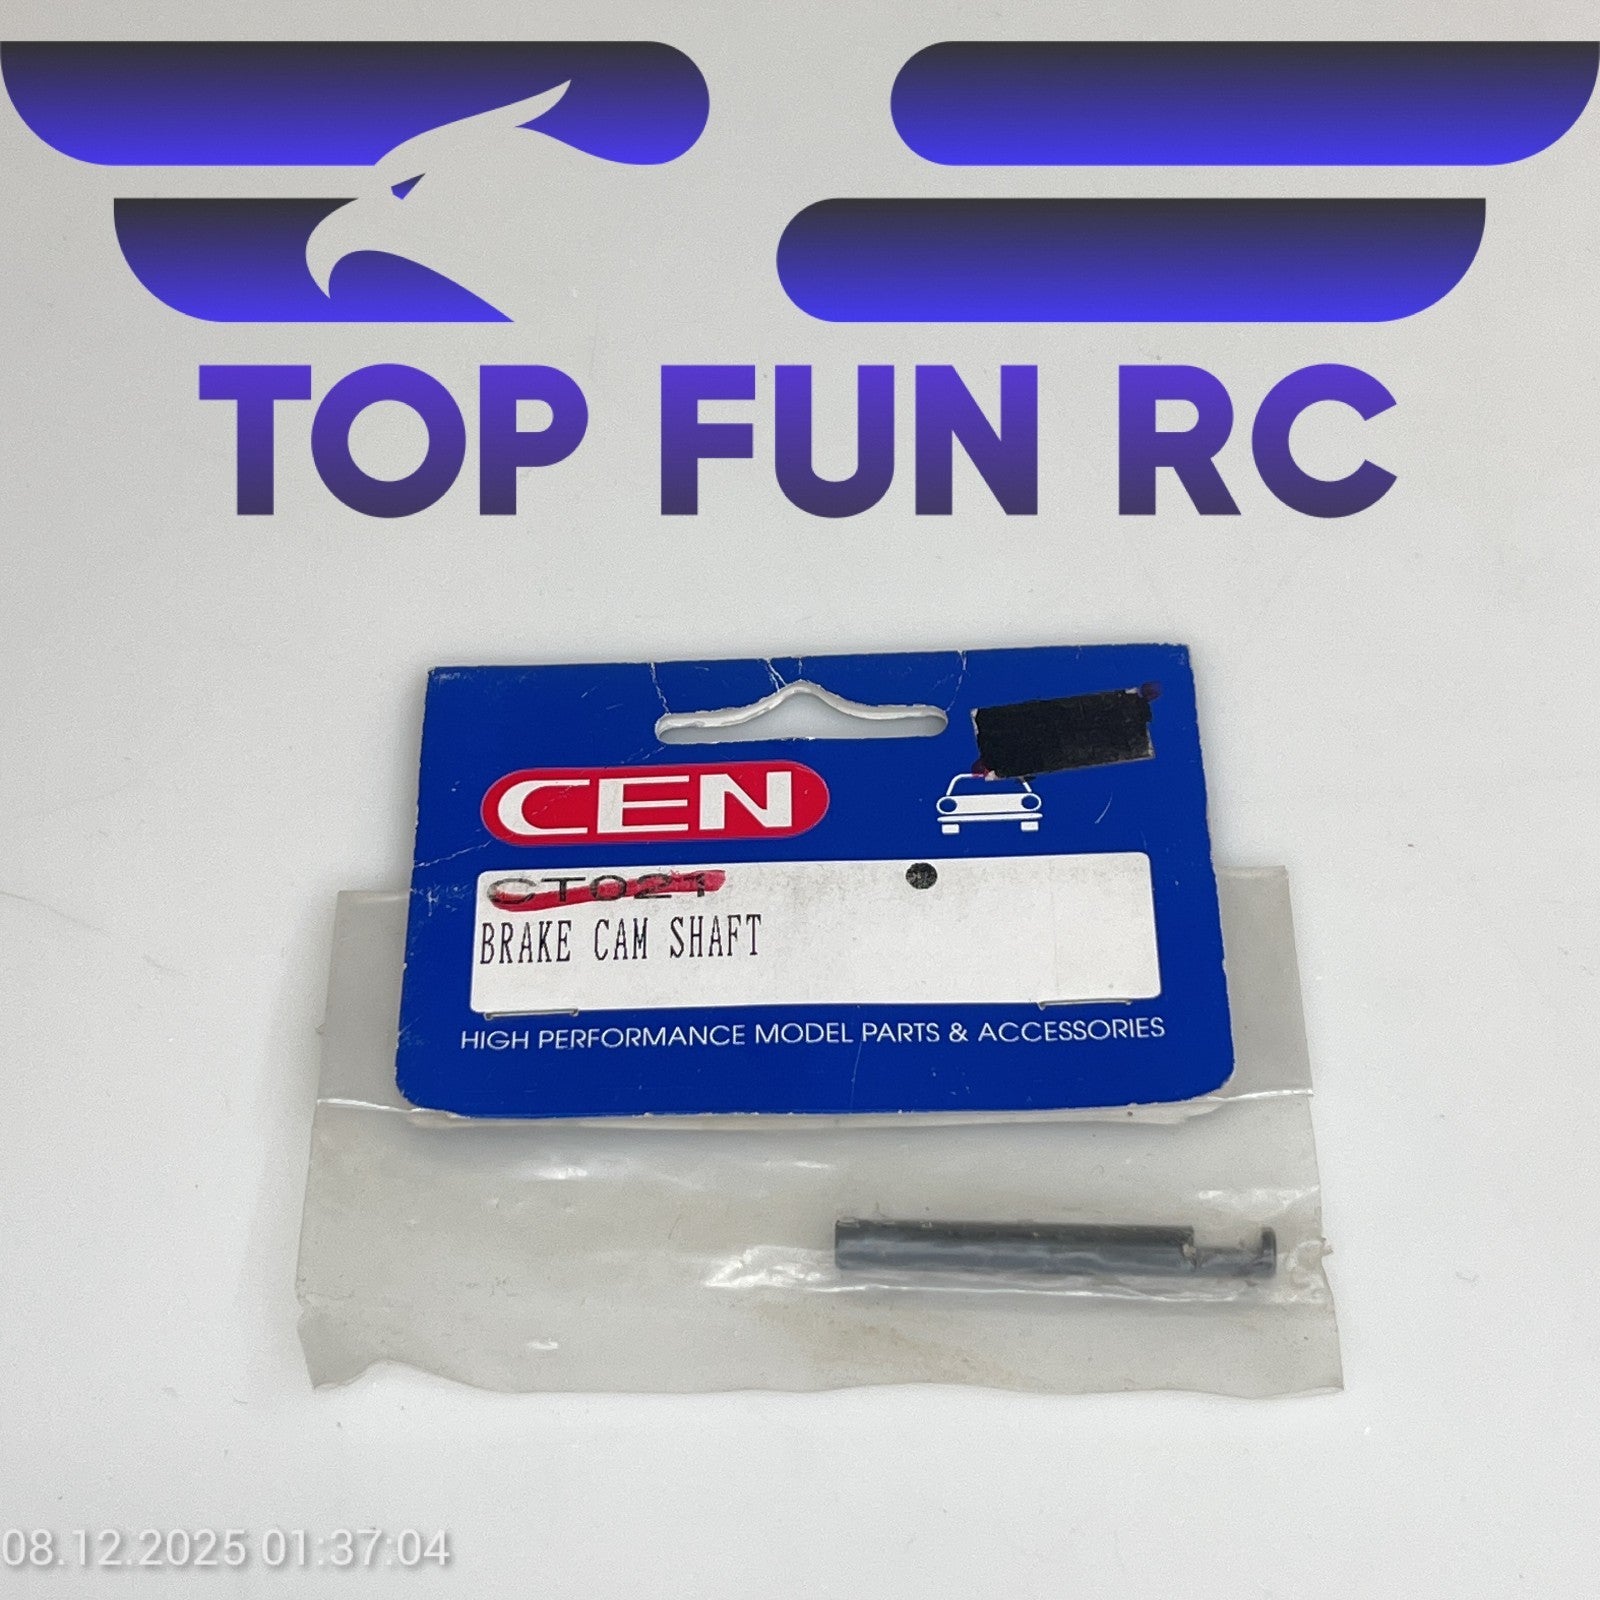 TOP FUN RC
CEN
CT021
BRAKE CAM SHAFT
HIGH PERFORMANCE MODEL PARTS & ACCESSORIES
08.12.2025 01:37:04